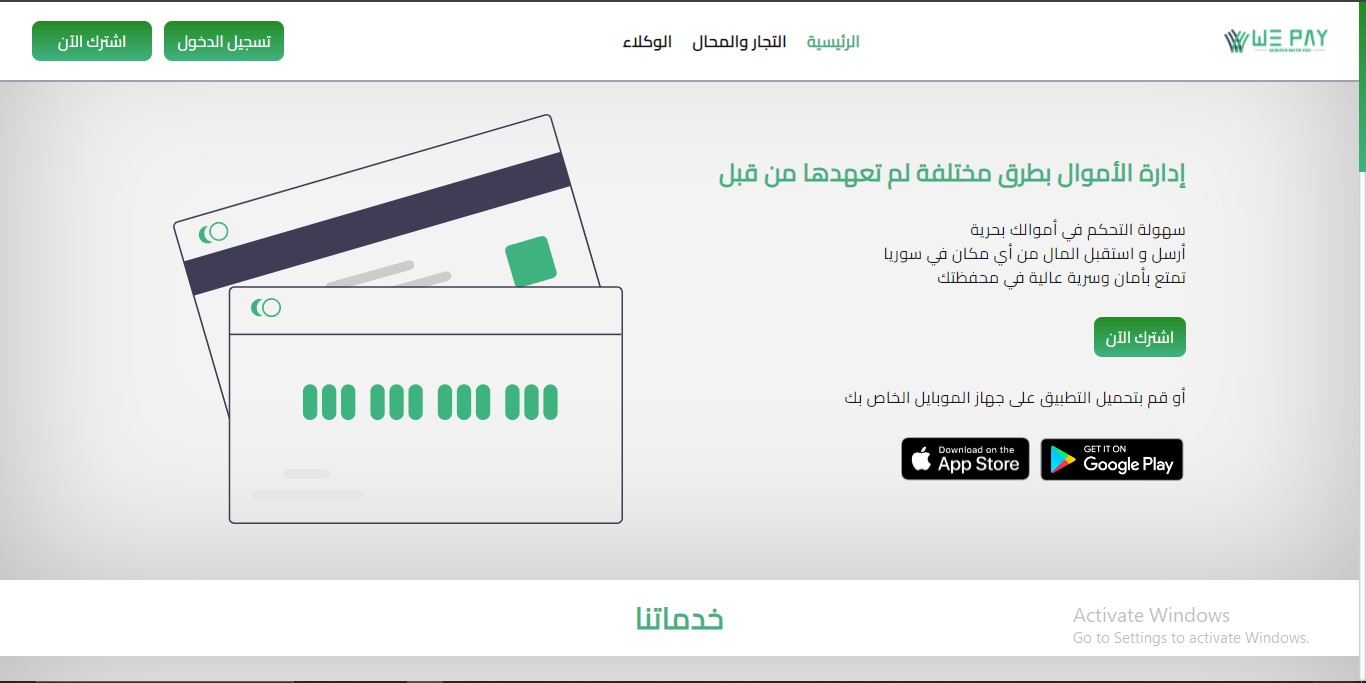 WE PAY
الرئيسية
التجار والمحال
الوكلاء
تسجيل الدخول
اشترك الآن
إدارة الأموال بطرق مختلفة لم تعهدها من قبل
سهولة التحكم في أموالك بحرية
أرسل و استقبل المال من أي مكان في سوريا
تمتع بأمان وسرية عالية في محفظتك
اشترك الآن
أو قم بتحميل التطبيق على جهاز الموبايل الخاص بك
GET IT ON
Google Play
Download on the
App Store
خدماتنا
Activate Windows
Go to Settings to activate Windows.